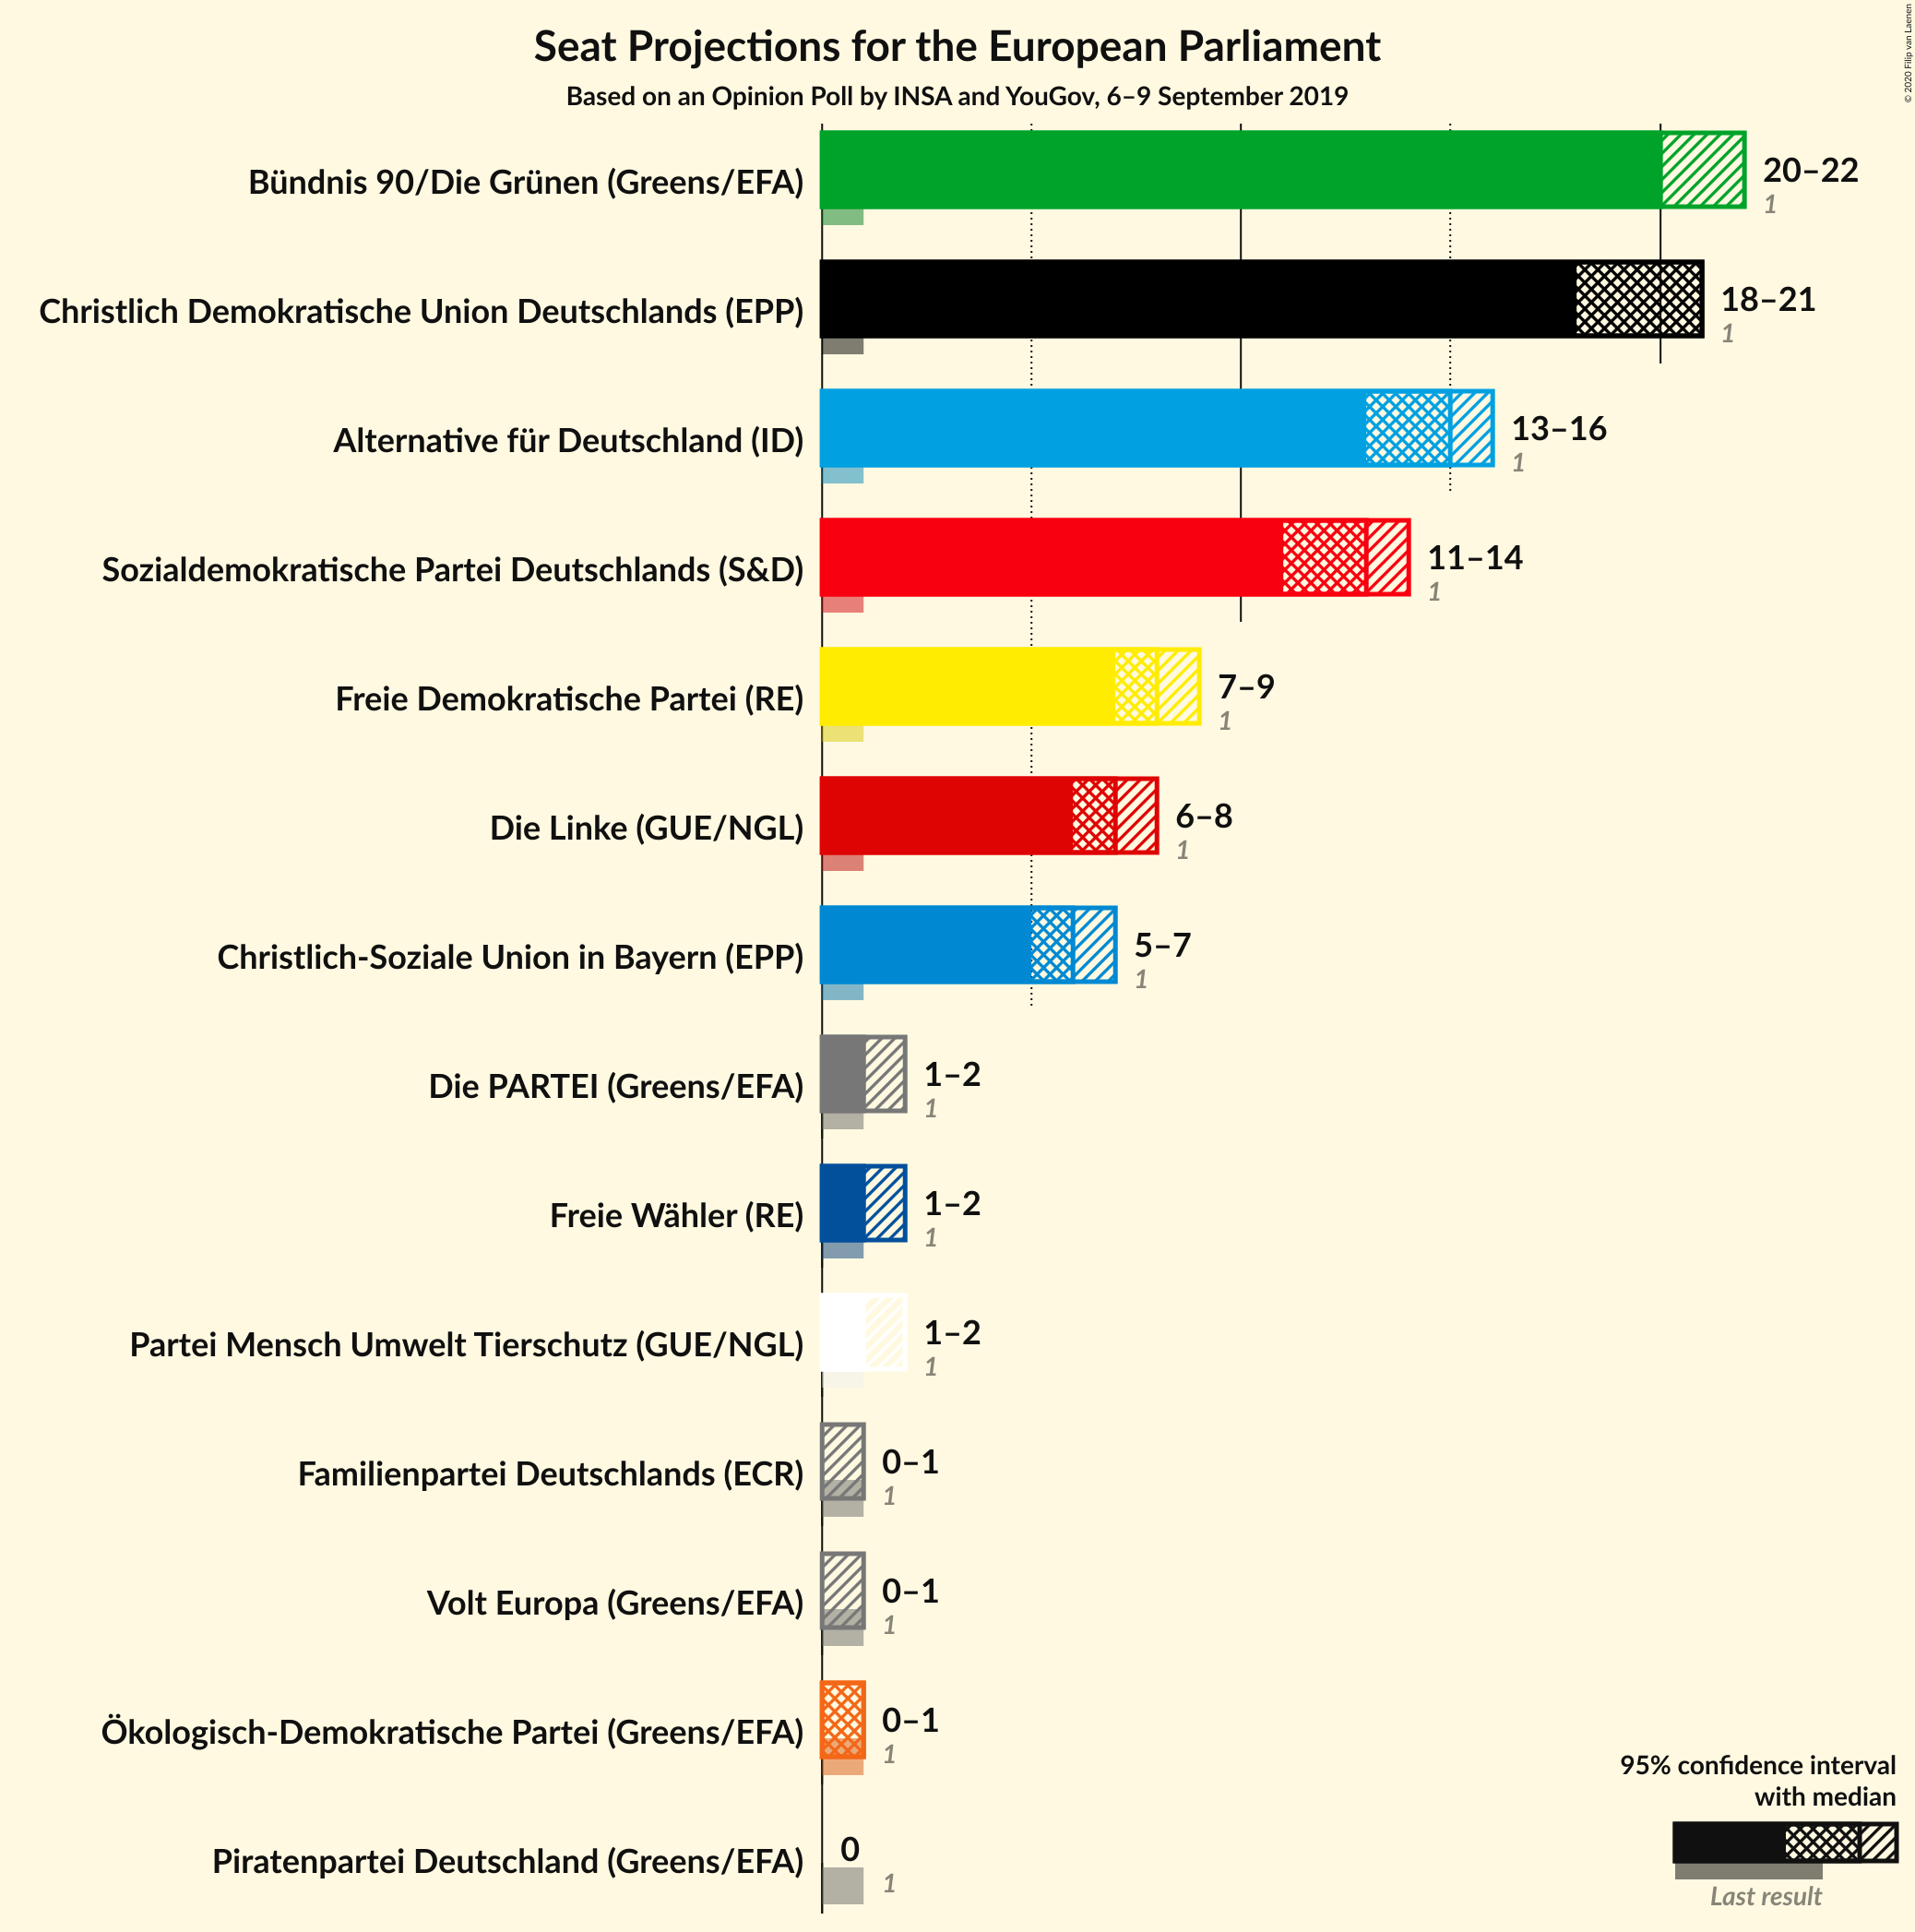 Seat Projections for the European Parliament
Based on an Opinion Poll by INSA and YouGov, 6–9 September 2019
© 2020 Filip van Laenen
Bündnis 90/Die Grünen (Greens/EFA)
20–22
1
Christlich Demokratische Union Deutschlands (EPP)
18–21
1
Alternative für Deutschland (ID)
13–16
1
Sozialdemokratische Partei Deutschlands (S&D)
11–14
1
Freie Demokratische Partei (RE)
7–9
1
Die Linke (GUE/NGL)
6–8
1
Christlich-Soziale Union in Bayern (EPP)
5–7
1
Die PARTEI (Greens/EFA)
1–2
1
Freie Wähler (RE)
1–2
1
Partei Mensch Umwelt Tierschutz (GUE/NGL)
1–2
1
Familienpartei Deutschlands (ECR)
0–1
1
Volt Europa (Greens/EFA)
0–1
1
Ökologisch-Demokratische Partei (Greens/EFA)
0–1
1
Piratenpartei Deutschland (Greens/EFA)
0
1
95% confidence interval
with median
Last result